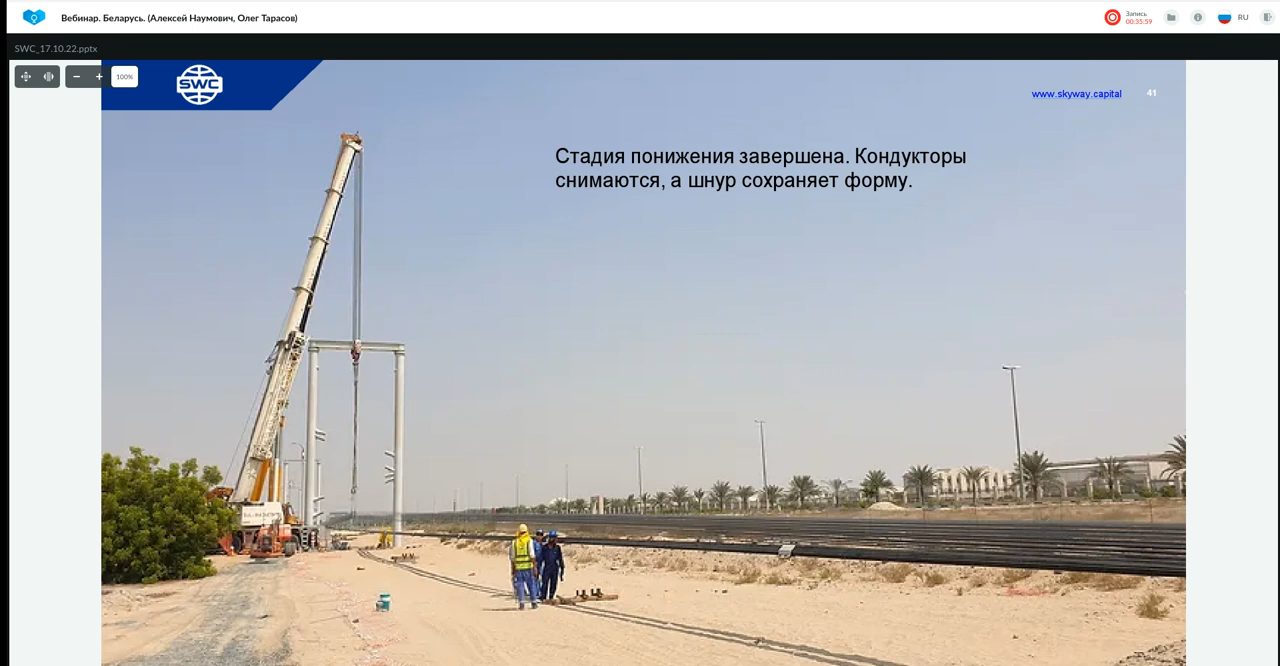 Вебинар. Беларусь. (Алексей Наумович, Олег Тарасов)
Запись
00:35:59
RU
SWC_17.10.22.pptx
100%
SWC
www.skyway.capital
41
Стадия понижения завершена. Кондукторы
снимаются, а шнур сохраняет форму.